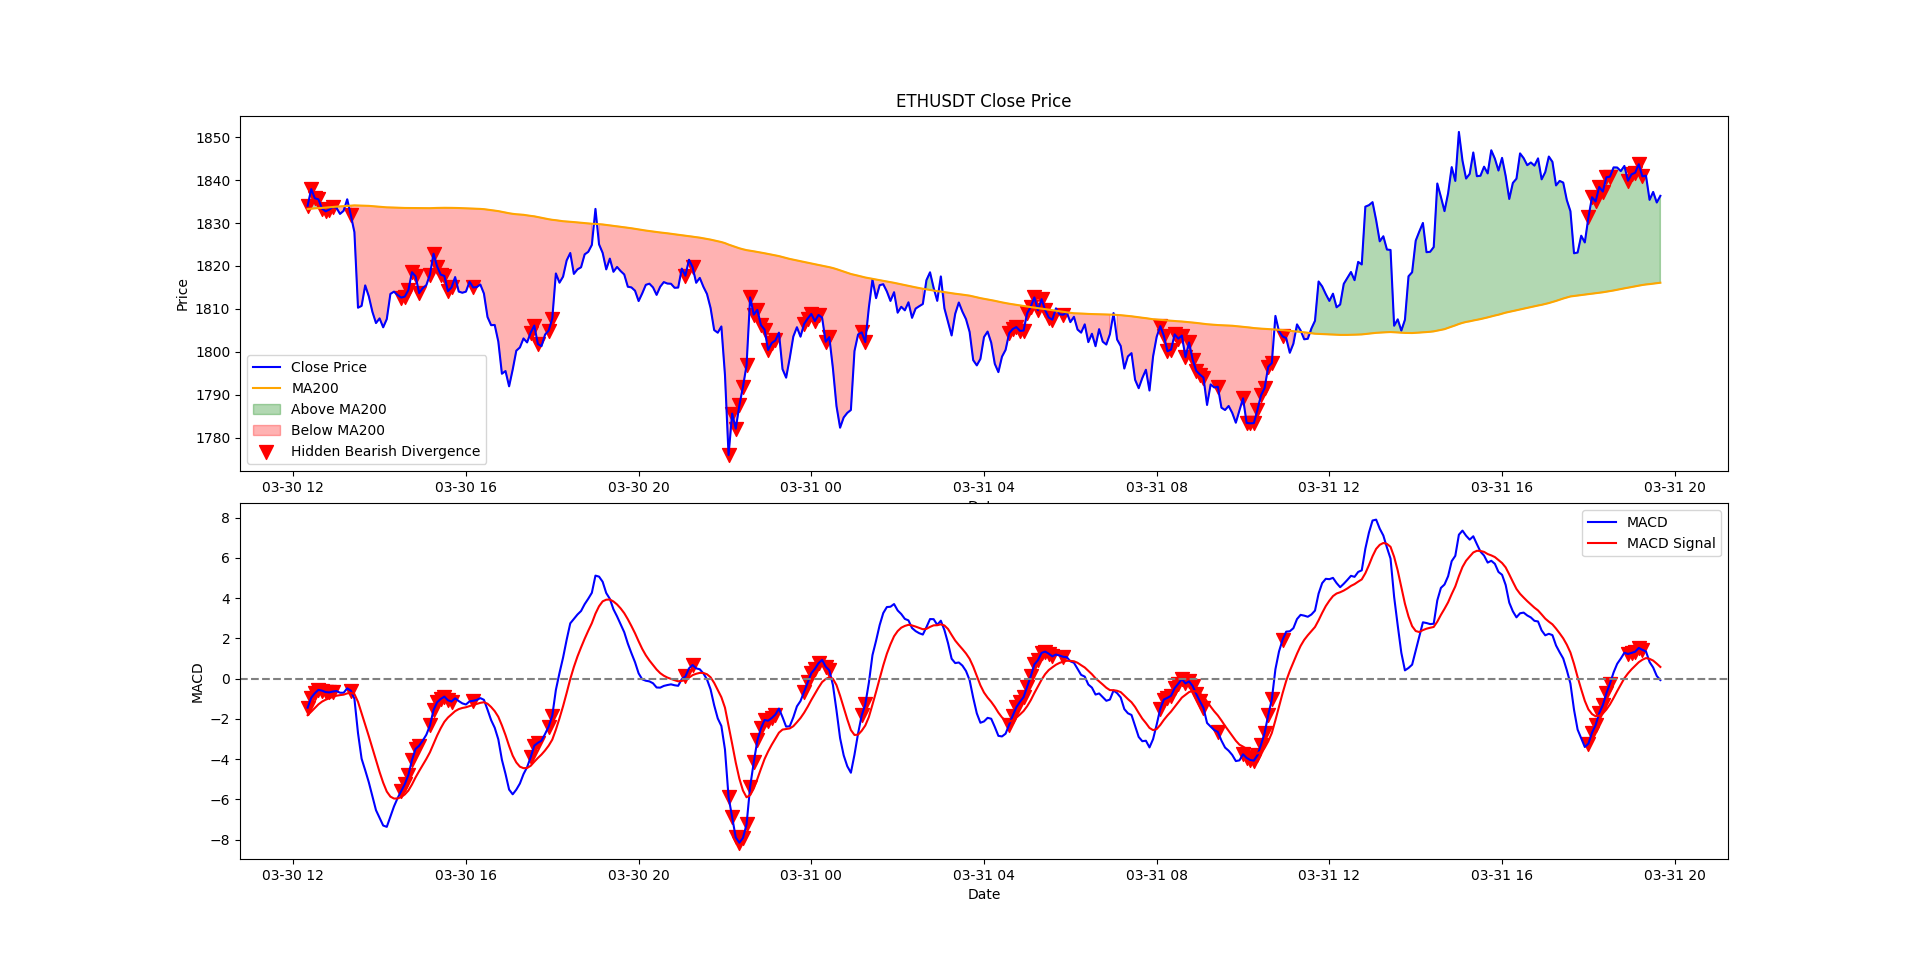 ETHUSDT Close Price
Price
1850
1840
1830
1820
1810
1800
1790
1780
Close Price
MA200
Above MA200
Below MA200
Hidden Bearish Divergence
03-30 12 03-30 16 03-30 20 03-31 00 03-31 04 03-31 08 03-31 12 03-31 16 03-31 20
MACD
8
6
4
2
0
−2
−4
−6
−8
MACD
MACD Signal
03-30 12 03-30 16 03-30 20 03-31 00 03-31 04 03-31 08 03-31 12 03-31 16 03-31 20
Date